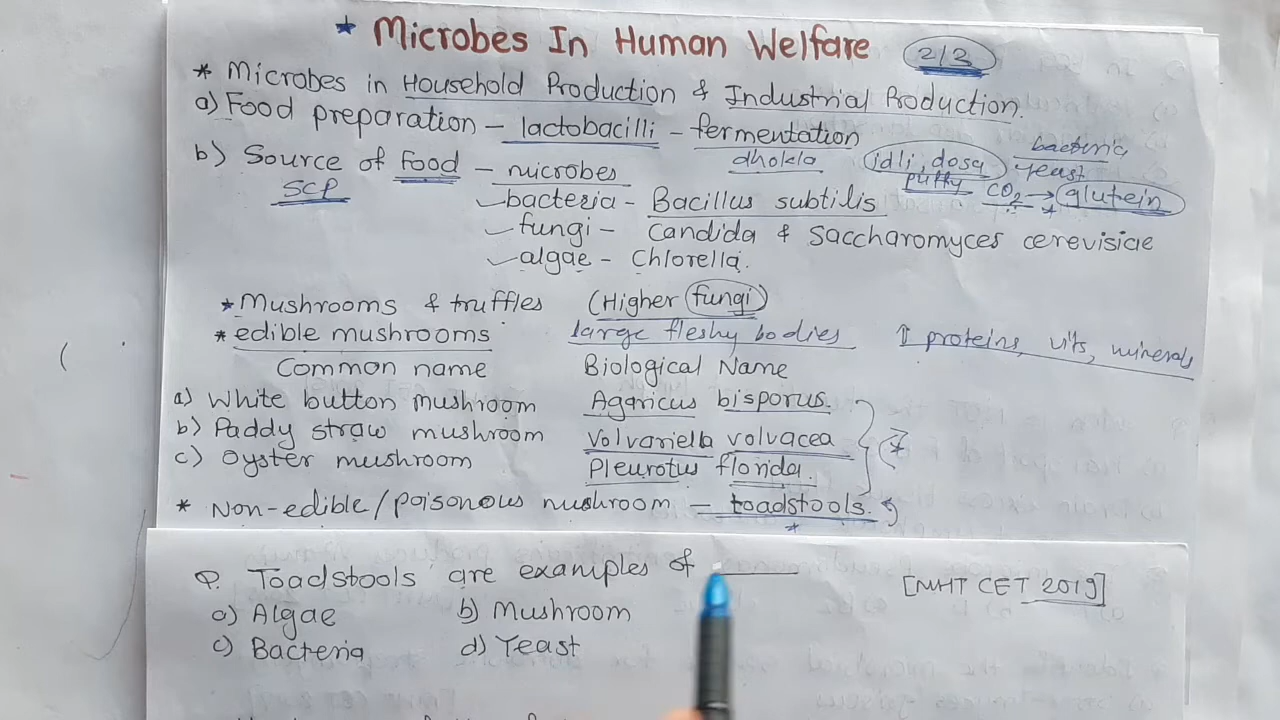 * Microbes In Human Welfare 2/3
* Microbes in Household Production & Industrial Production.
a) Food preparation - lactobacilli - fermentation
dhokla idli, dosa bacteria yeast
b) Source of Food - microbes puffy CO2 → glutein
SCP
bacteria - Bacillus subtilis
fungi - Candida & Saccharomyces cerevisiae
algae - Chlorella.
* Mushrooms & truffles (Higher fungi)
* edible mushrooms large fleshy bodies ↑ proteins, vits, minerals
Common name Biological Name
a) White button mushroom Agaricus bisporus.
b) Paddy straw mushroom Volvariella volvacea
c) Oyster mushroom Pleurotus florida.
* Non-edible/poisonous mushroom - toadstools.
Q. Toadstools are examples of ____ [MHT CET 2019]
a) Algae b) Mushroom
c) Bacteria d) Yeast